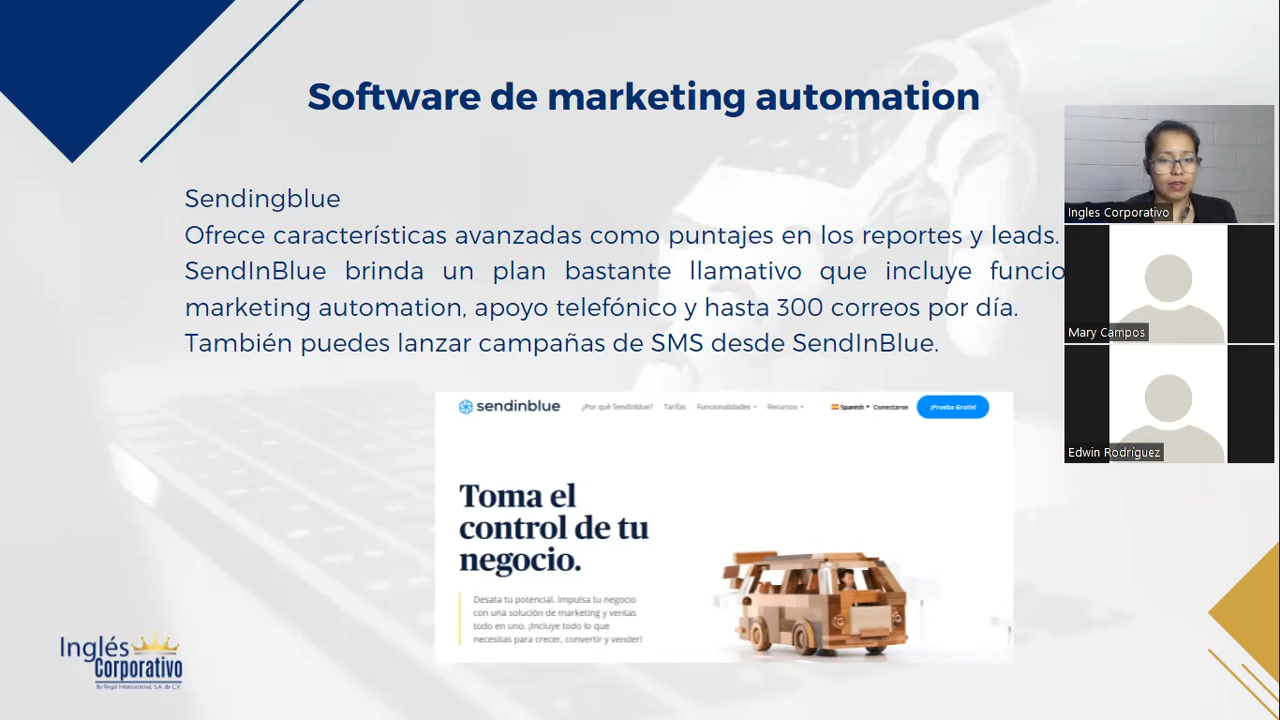 Software de marketing automation
Sendingblue
Ofrece características avanzadas como puntajes en los reportes y leads.
SendInBlue brinda un plan bastante llamativo que incluye funcio
marketing automation, apoyo telefónico y hasta 300 correos por día.
También puedes lanzar campañas de SMS desde SendInBlue.
sendinblue ¿Por qué Sendinblue? Tarifas Funcionalidades Recursos Spanish Conectarse ¡Prueba Gratis!
Toma el
control de tu
negocio.
Desata tu potencial. Impulsa tu negocio
con una solución de marketing y ventas
todo en uno. ¡Incluye todo lo que
necesitas para crecer, convertir y vender!
Inglés
Corporativo
By Regal International, S.A. de C.V.
Ingles Corporativo
Mary Campos
Edwin Rodríguez